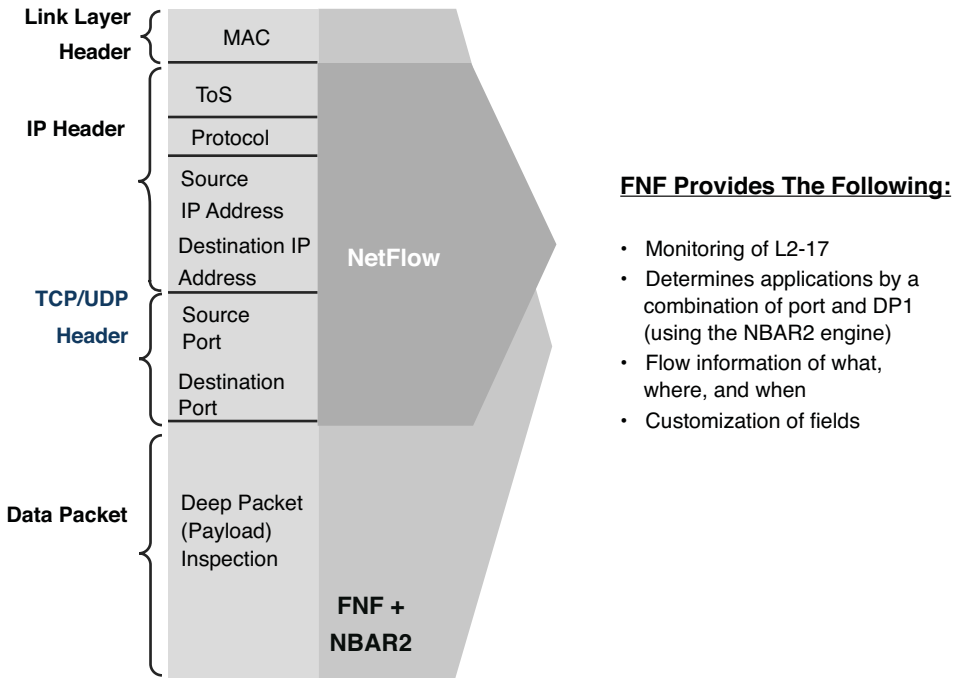 Link Layer
Header
MAC
IP Header
ToS
Protocol
Source
IP Address
Destination IP
Address
TCP/UDP
Header
Source
Port
Destination
Port
Data Packet
Deep Packet
(Payload)
Inspection
NetFlow
FNF +
NBAR2
FNF Provides The Following:
• Monitoring of L2-17
• Determines applications by a
combination of port and DP1
(using the NBAR2 engine)
• Flow information of what,
where, and when
• Customization of fields